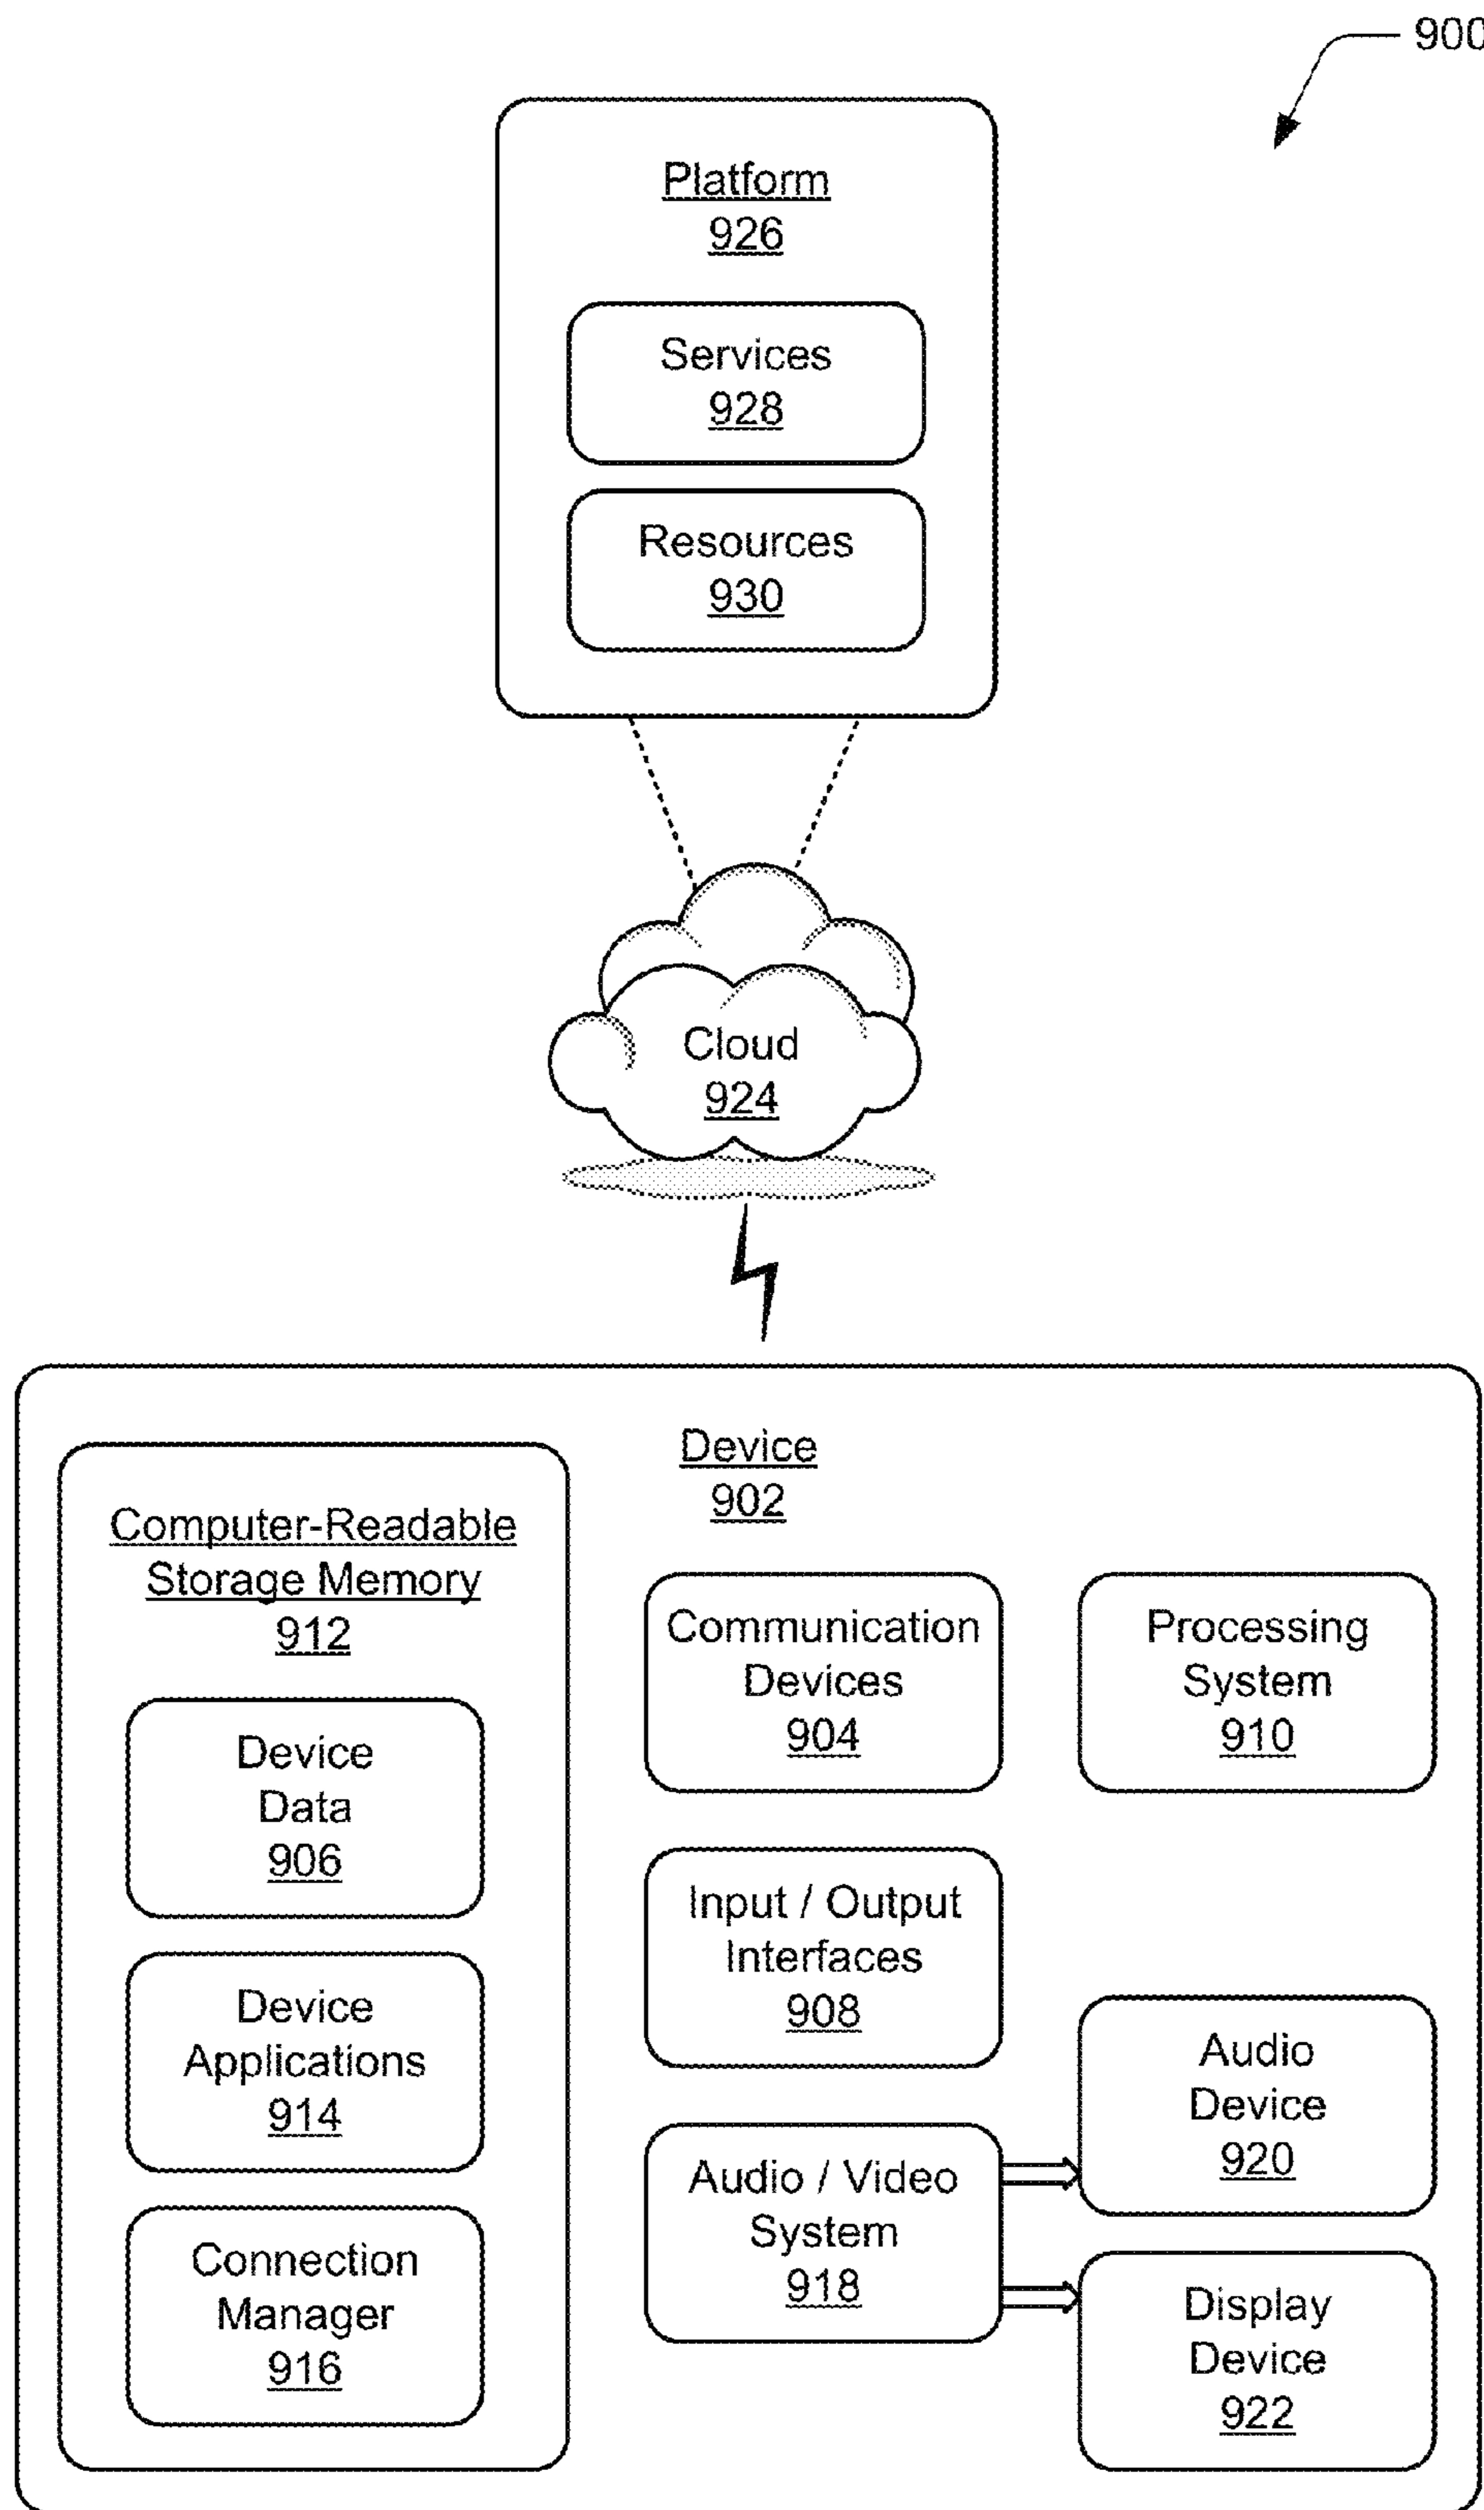 900
Platform
926
Services
928
Resources
930
Cloud
924
Device
902
Computer-Readable
Storage Memory
912
Device
Data
906
Device
Applications
914
Connection
Manager
916
Communication
Devices
904
Processing
System
910
Input / Output
Interfaces
908
Audio / Video
System
918
Audio
Device
920
Display
Device
922